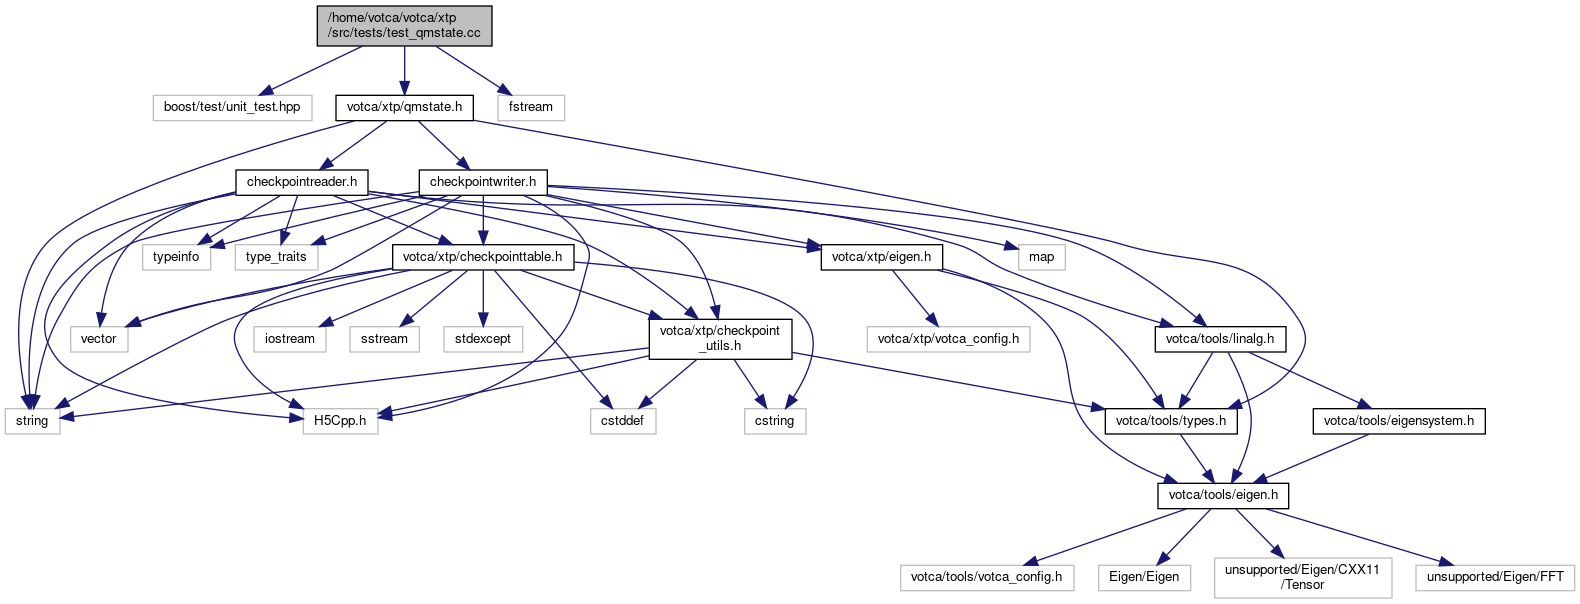 /home/votca/votca/xtp
/src/tests/test_qmstate.cc
boost/test/unit_test.hpp
votca/xtp/qmstate.h
fstream
checkpointreader.h
checkpointwriter.h
typeinfo
type_traits
votca/xtp/checkpointtable.h
votca/xtp/eigen.h
map
vector
iostream
sstream
stdexcept
votca/xtp/checkpoint
_utils.h
votca/xtp/votca_config.h
votca/tools/linalg.h
string
H5Cpp.h
cstddef
cstring
votca/tools/types.h
votca/tools/eigensystem.h
votca/tools/eigen.h
votca/tools/votca_config.h
Eigen/Eigen
unsupported/Eigen/CXX11
/Tensor
unsupported/Eigen/FFT